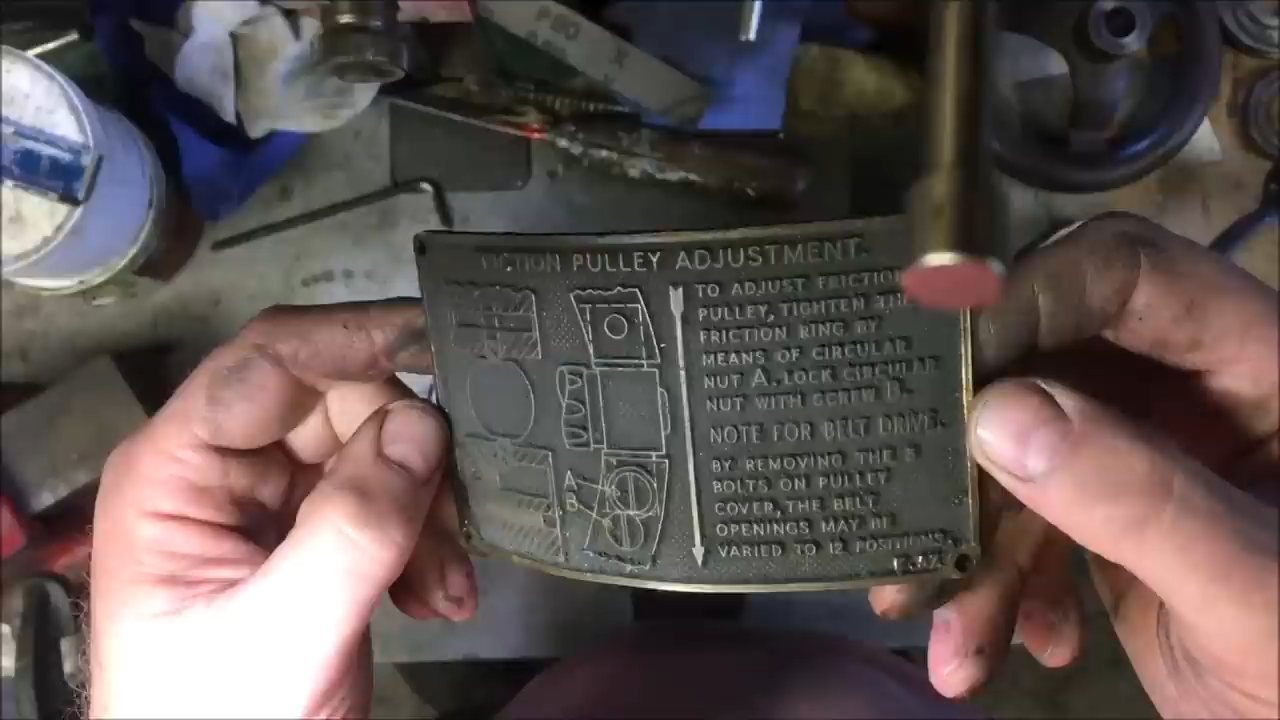 FRICTION PULLEY ADJUSTMENT.
TO ADJUST FRICTION
PULLEY, TIGHTEN THE
FRICTION RING BY
MEANS OF CIRCULAR
NUT A. LOCK CIRCULAR
NUT WITH SCREW B.
NOTE FOR BELT DRIVE.
BY REMOVING THE
BOLTS ON PULLEY
COVER, THE BELT
OPENINGS MAY BE
VARIED TO 12 POSITIONS.
A
B